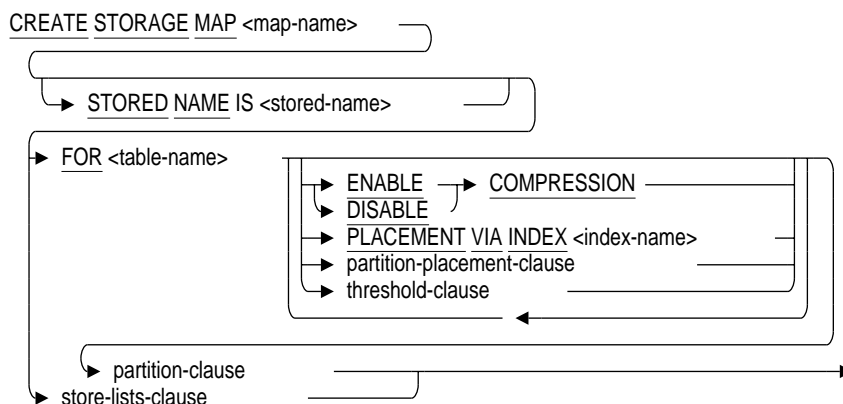 CREATE STORAGE MAP <map-name>
STORED NAME IS <stored-name>
FOR <table-name>
ENABLE COMPRESSION
DISABLE
PLACEMENT VIA INDEX <index-name>
partition-placement-clause
threshold-clause
partition-clause
store-lists-clause